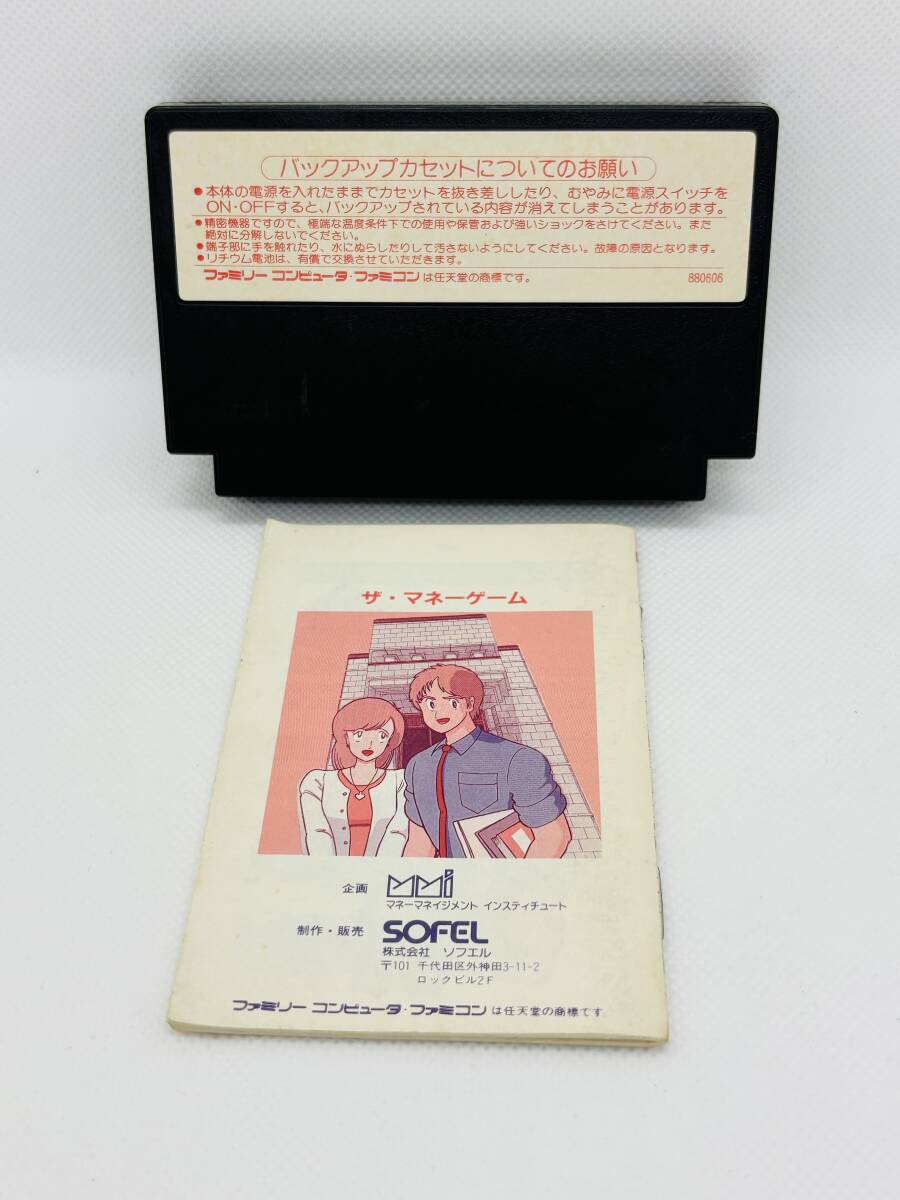 バックアップカセットについてのお願い
●本体の電源を入れたままでカセットを抜き差ししたり、むやみに電源スイッチを
ON・OFFすると、バックアップされている内容が消えてしまうことがあります。
●精密機器ですので、極端な温度条件下での使用や保管および強いショックをさけてください。また
絶対に分解しないでください。
●端子部に手を触れたり、水にぬらしたりして汚さないようにしてください。故障の原因となります。
●リチウム電池は、有償で交換させていただきます。
ファミリー コンピュータ・ファミコン は任天堂の商標です。 880606
ザ・マネーゲーム
企画 MMi
マネーマネイジメント インスティチュート
制作・販売 SOFEL
株式会社 ソフエル
〒101 千代田区外神田3-11-2
ロックビル2F
ファミリー コンピュータ・ファミコン は任天堂の商標です。